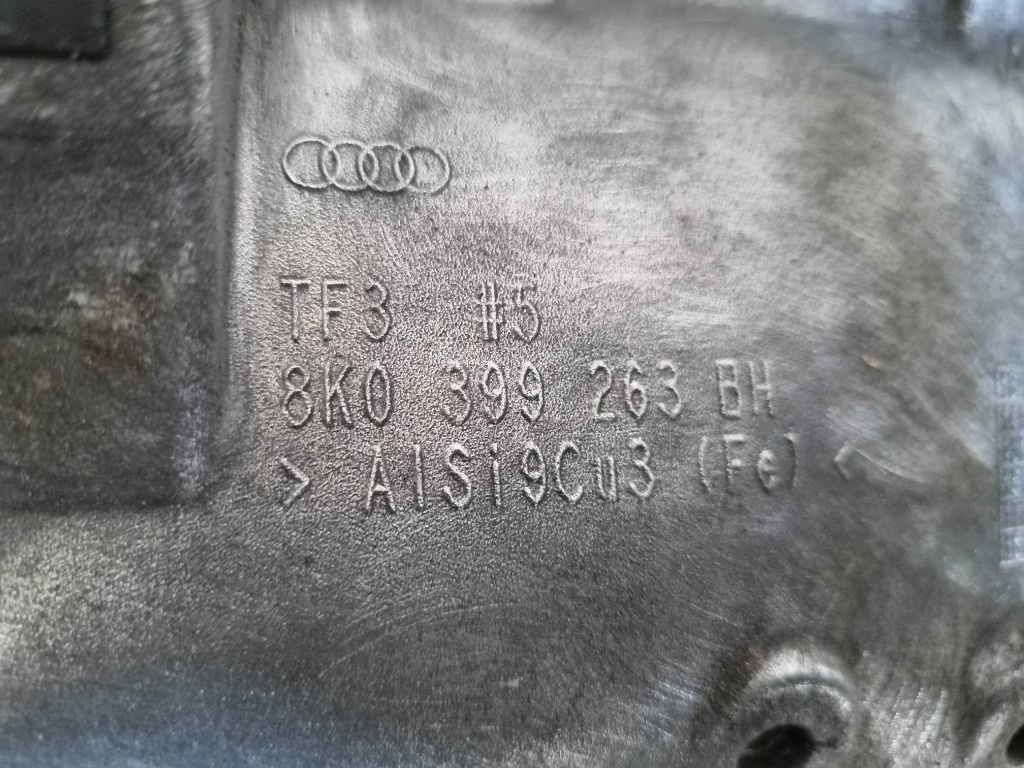 TF3 #5
8K0 399 263 BH
> AlSi9Cu3 (Fe) <